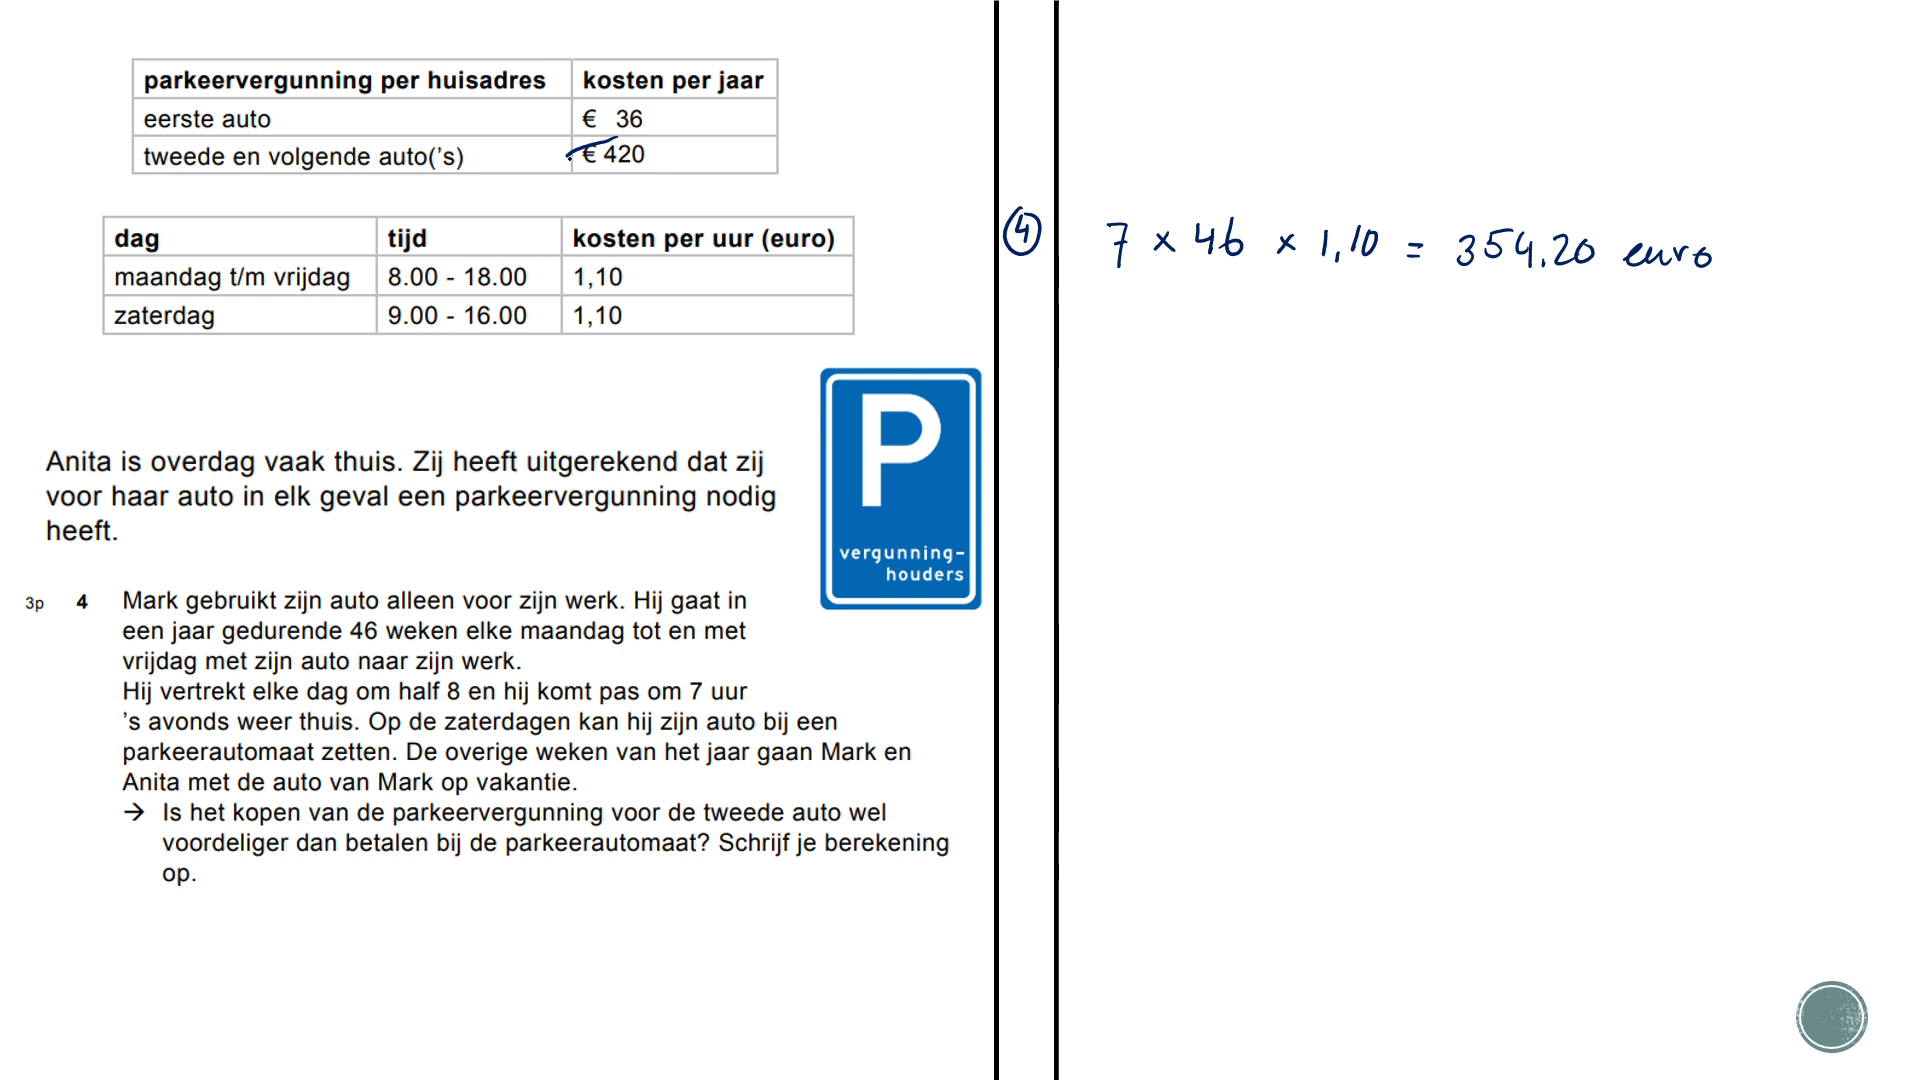 parkeervergunning per huisadres kosten per jaar
eerste auto € 36
tweede en volgende auto('s) € 420
dag tijd kosten per uur (euro)
maandag t/m vrijdag 8.00 - 18.00 1,10
zaterdag 9.00 - 16.00 1,10
P
vergunning-
houders
Anita is overdag vaak thuis. Zij heeft uitgerekend dat zij
voor haar auto in elk geval een parkeervergunning nodig
heeft.
3p 4 Mark gebruikt zijn auto alleen voor zijn werk. Hij gaat in
een jaar gedurende 46 weken elke maandag tot en met
vrijdag met zijn auto naar zijn werk.
Hij vertrekt elke dag om half 8 en hij komt pas om 7 uur
's avonds weer thuis. Op de zaterdagen kan hij zijn auto bij een
parkeerautomaat zetten. De overige weken van het jaar gaan Mark en
Anita met de auto van Mark op vakantie.
→ Is het kopen van de parkeervergunning voor de tweede auto wel
voordeliger dan betalen bij de parkeerautomaat? Schrijf je berekening
op.
4 7 × 46 × 1,10 = 354.20 euro